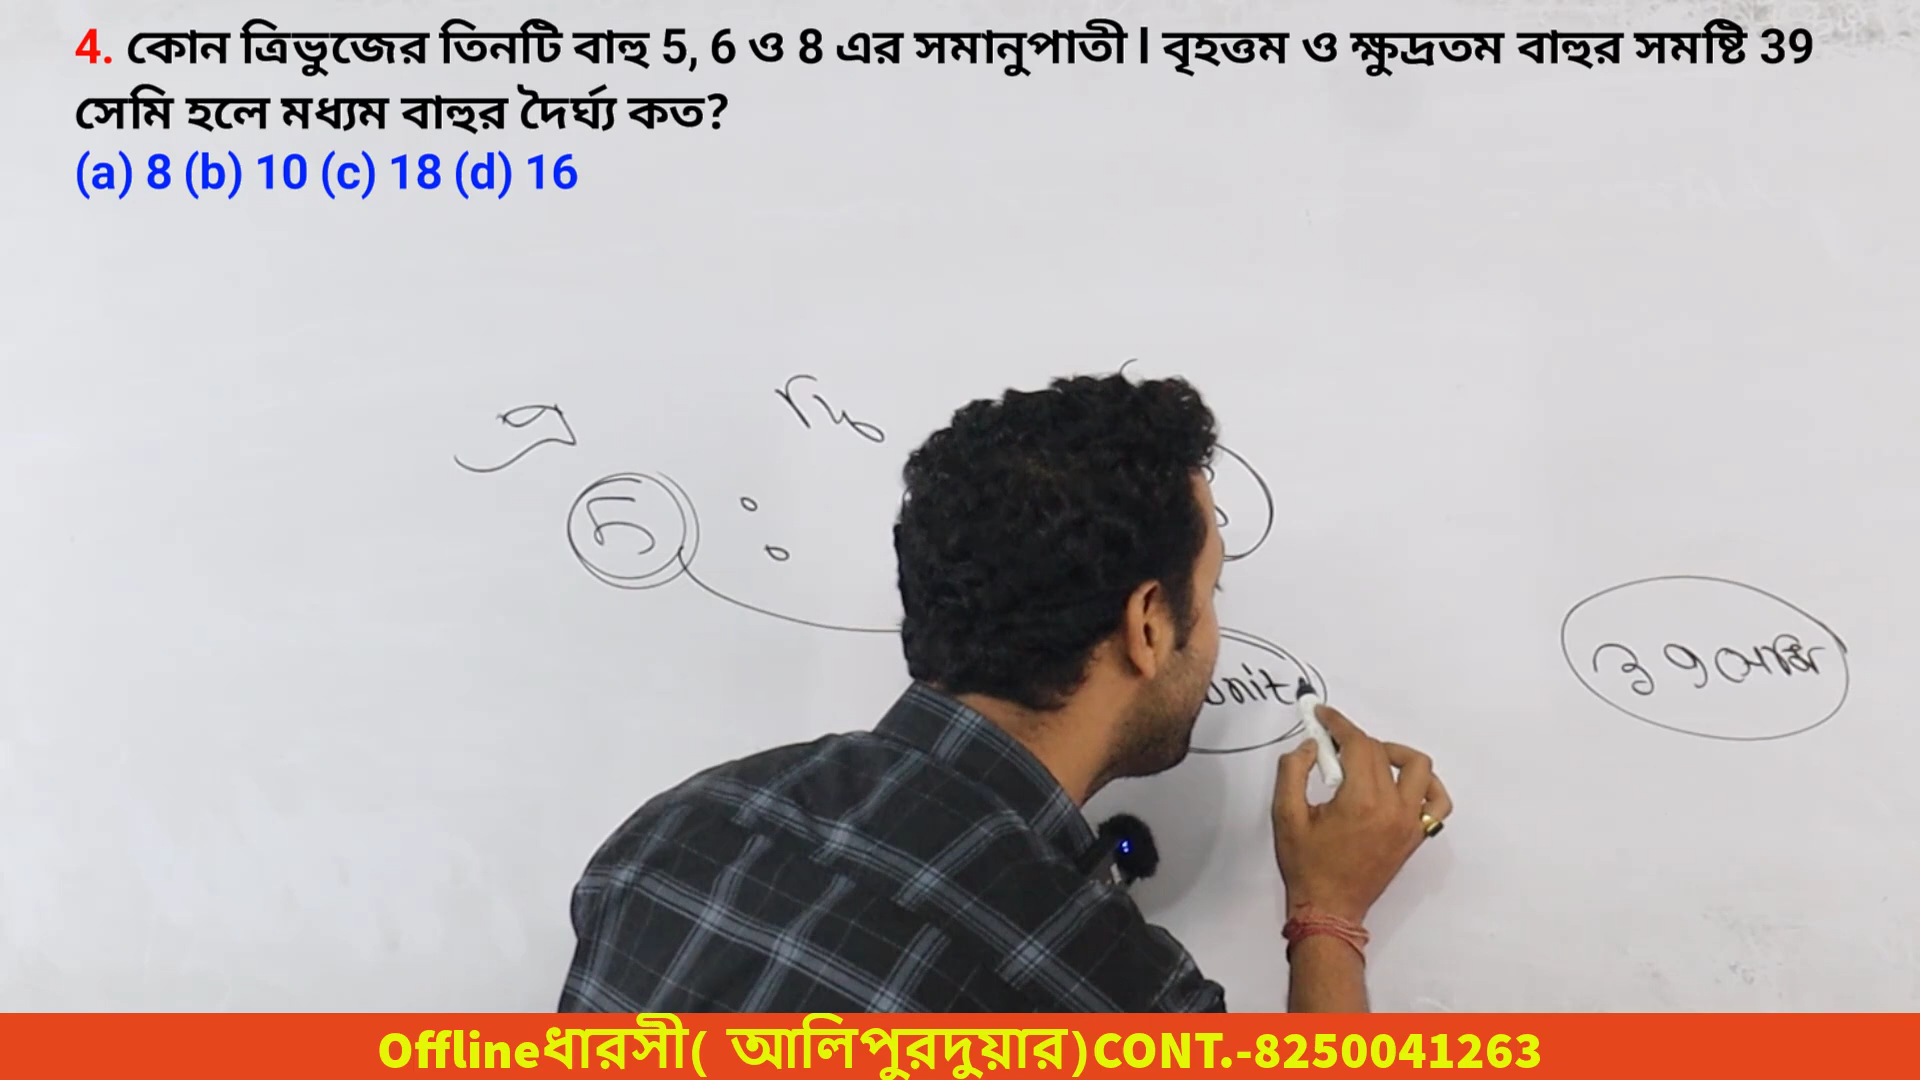 4. কোন ত্রিভুজের তিনটি বাহু 5, 6 ও 8 এর সমানুপাতী l বৃহত্তম ও ক্ষুদ্রতম বাহুর সমষ্টি 39
সেমি হলে মধ্যম বাহুর দৈর্ঘ্য কত?
(a) 8 (b) 10 (c) 18 (d) 16
5 :
unit
39 সেমি
Offlineধারসী( আলিপুরদুয়ার)CONT.-8250041263